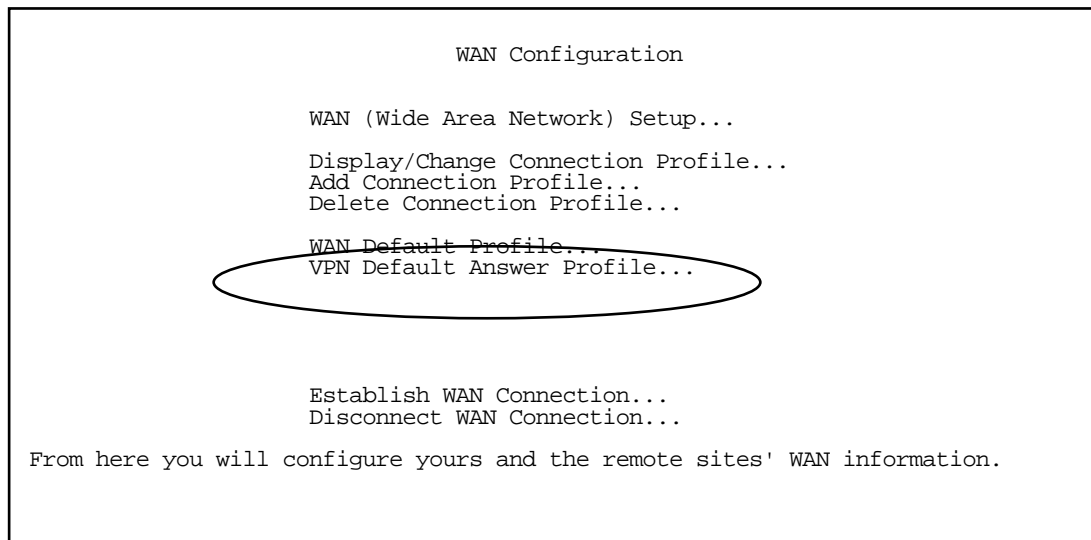 WAN Configuration
WAN (Wide Area Network) Setup...
Display/Change Connection Profile...
Add Connection Profile...
Delete Connection Profile...
WAN Default Profile...
VPN Default Answer Profile...
Establish WAN Connection...
Disconnect WAN Connection...
From here you will configure yours and the remote sites' WAN information.